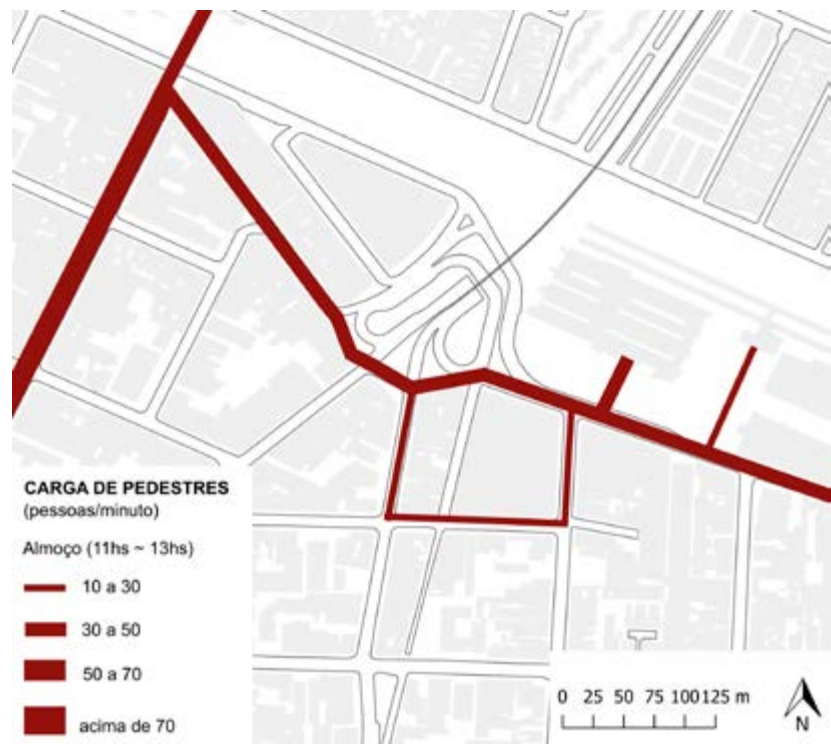 CARGA DE PEDESTRES
(pessoas/minuto)
Almoço (11hs ~ 13hs)
10 a 30
30 a 50
50 a 70
acima de 70
0 25 50 75 100 125 m
N